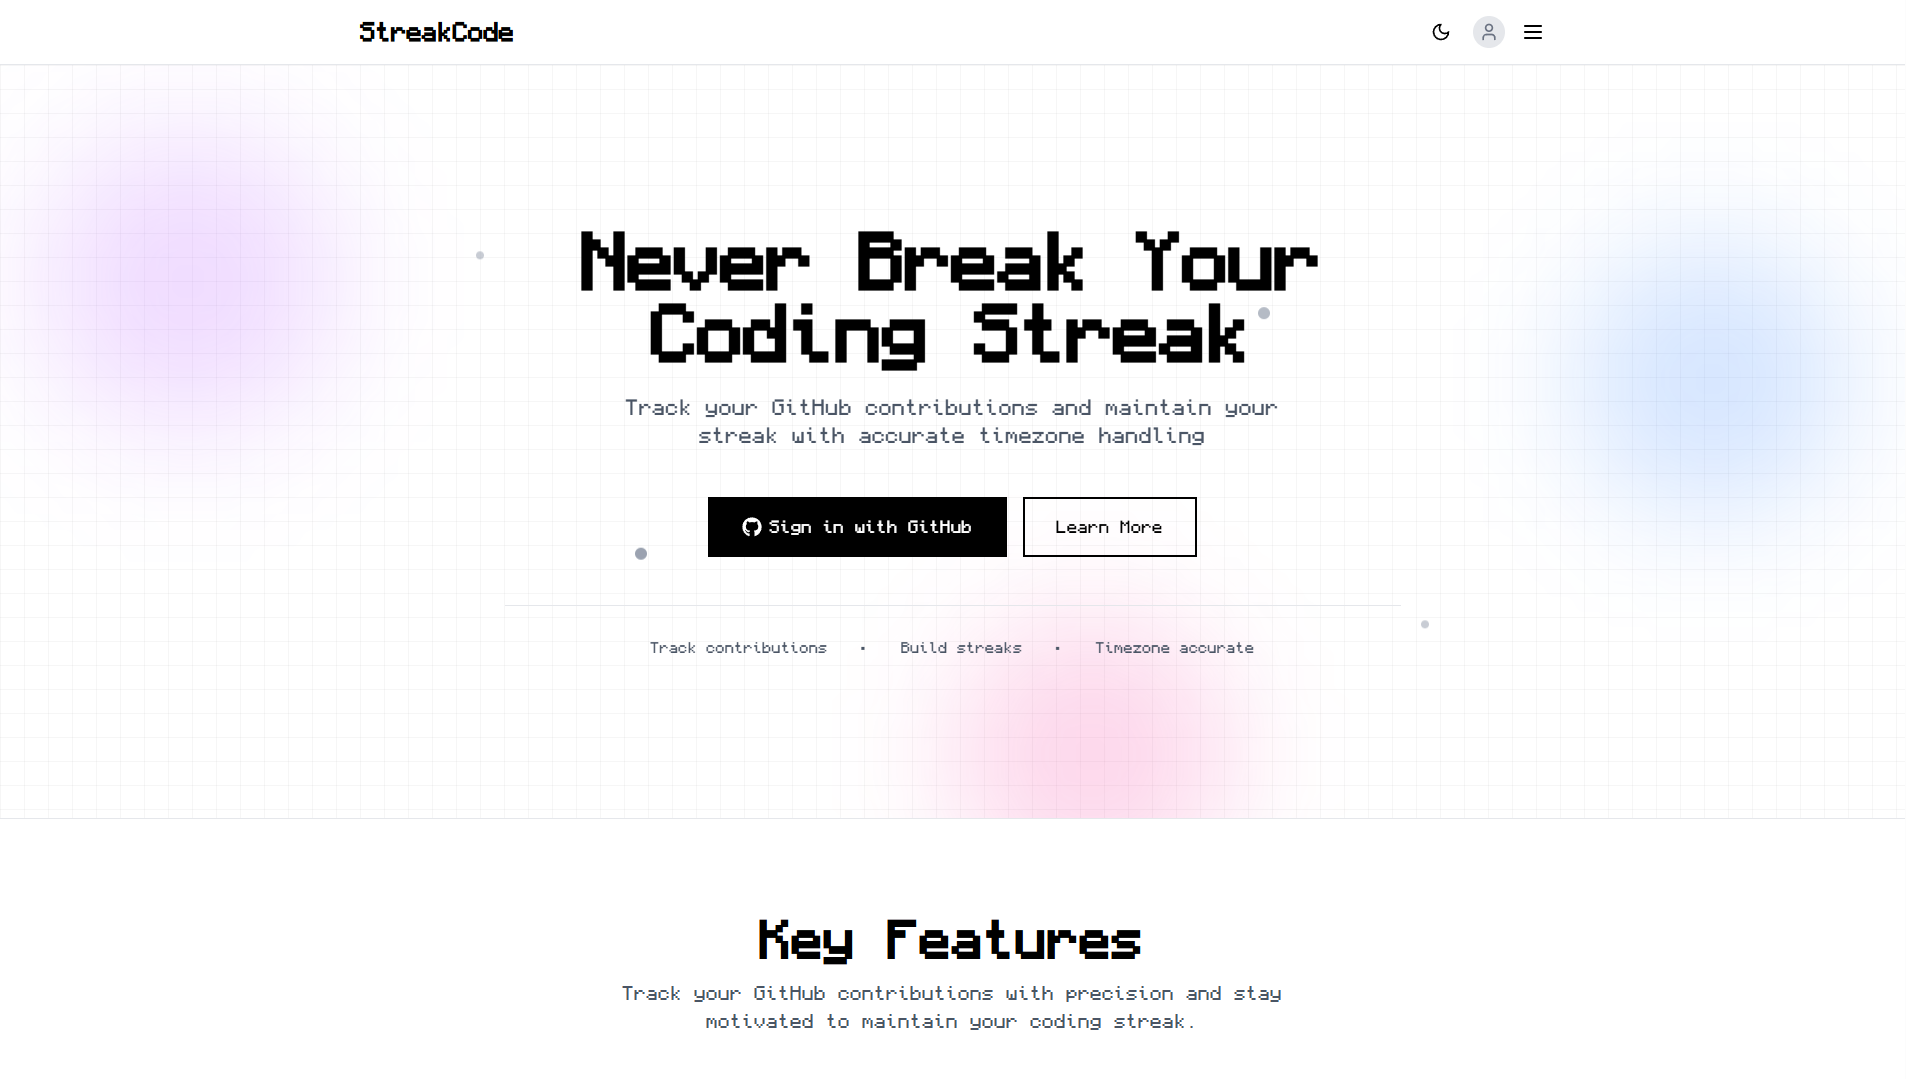 StreakCode
Never Break Your
Coding Streak
Track your GitHub contributions and maintain your
streak with accurate timezone handling
Sign in with GitHub
Learn More
Track contributions • Build streaks • Timezone accurate
Key Features
Track your GitHub contributions with precision and stay
motivated to maintain your coding streak.